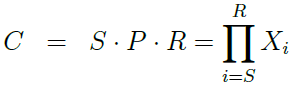 C = S · P · R = ∏_{i=S}^{R} X_i